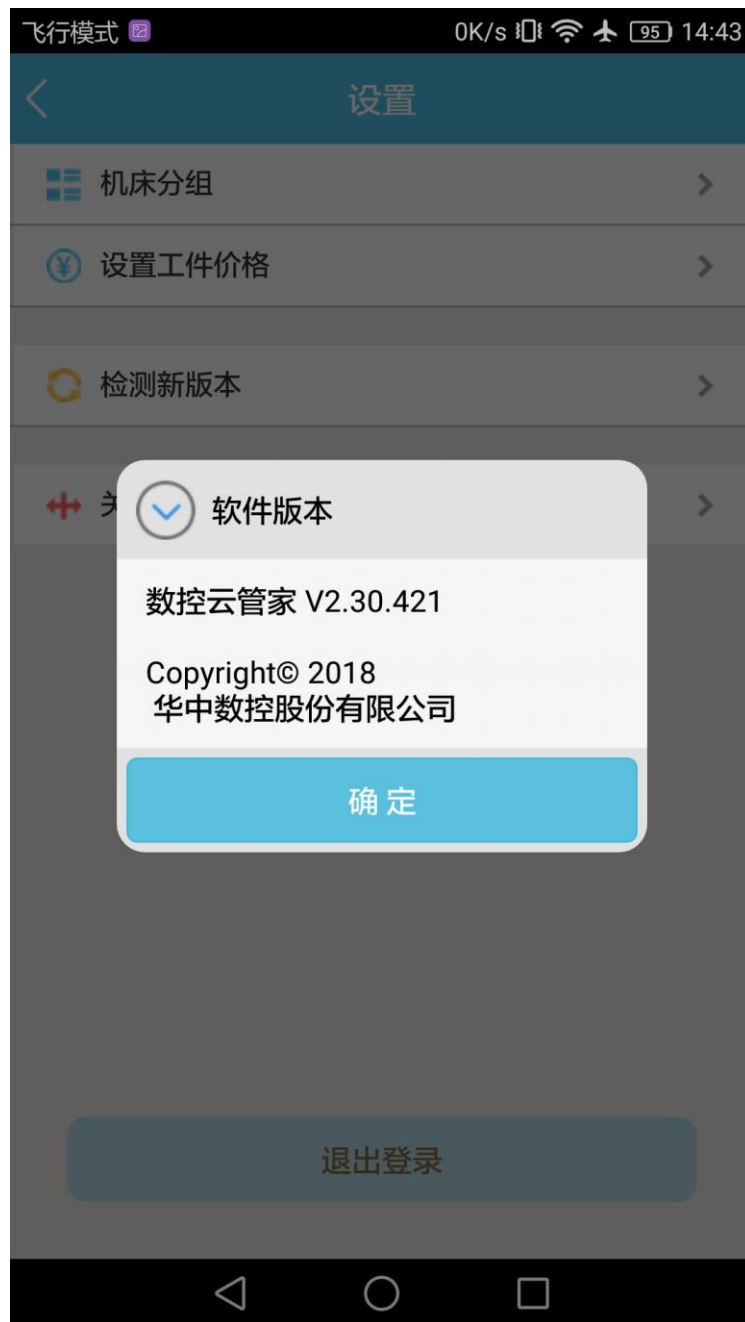 飞行模式 0K/s 95 14:43
设置
机床分组
设置工件价格
检测新版本
软件版本
数控云管家 V2.30.421
Copyright© 2018
华中数控股份有限公司
确 定
退出登录